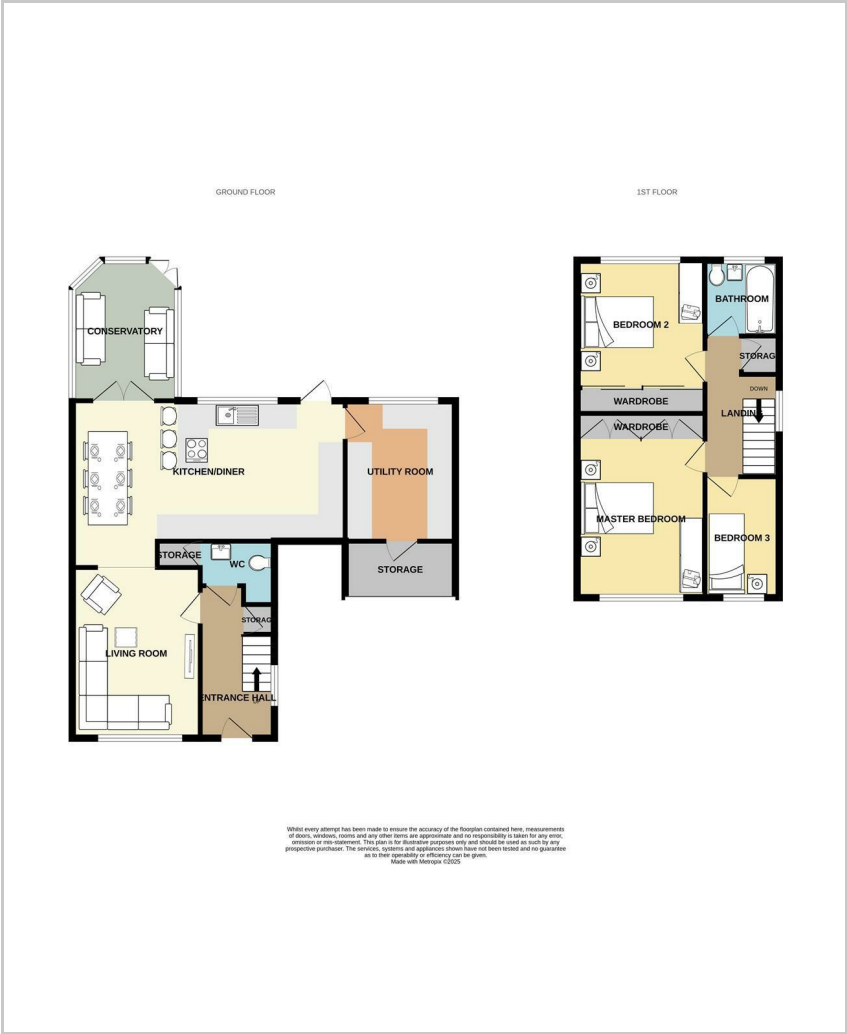 GROUND FLOOR
1ST FLOOR
CONSERVATORY
KITCHEN/DINER
UTILITY ROOM
STORAGE
WC
STORAGE
STORAG
LIVING ROOM
ENTRANCE HALL
UP
BATHROOM
BEDROOM 2
STORAG
DOWN
WARDROBE
LANDING
WARDROBE
MASTER BEDROOM
BEDROOM 3
Whilst every attempt has been made to ensure the accuracy of the floorplan contained here, measurements
of doors, windows, rooms and any other items are approximate and no responsibility is taken for any error,
omission or mis-statement. This plan is for illustrative purposes only and should be used as such by any
prospective purchaser. The services, systems and appliances shown have not been tested and no guarantee
as to their operability or efficiency can be given.
Made with Metropix ©2025